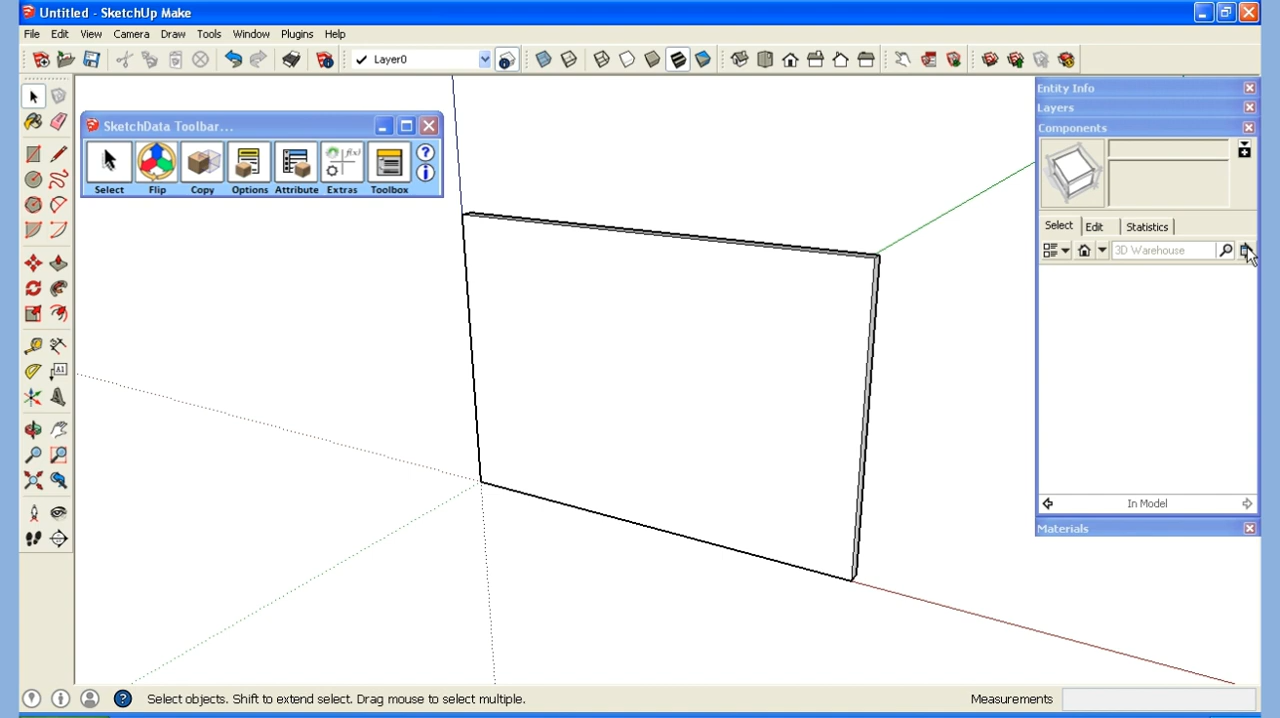 Untitled - SketchUp Make
File Edit View Camera Draw Tools Window Plugins Help
Layer0
SketchData Toolbar...
Select Flip Copy Options Attribute Extras Toolbox
Entity Info
Layers
Components
Select Edit Statistics
3D Warehouse
In Model
Materials
Select objects. Shift to extend select. Drag mouse to select multiple.
Measurements